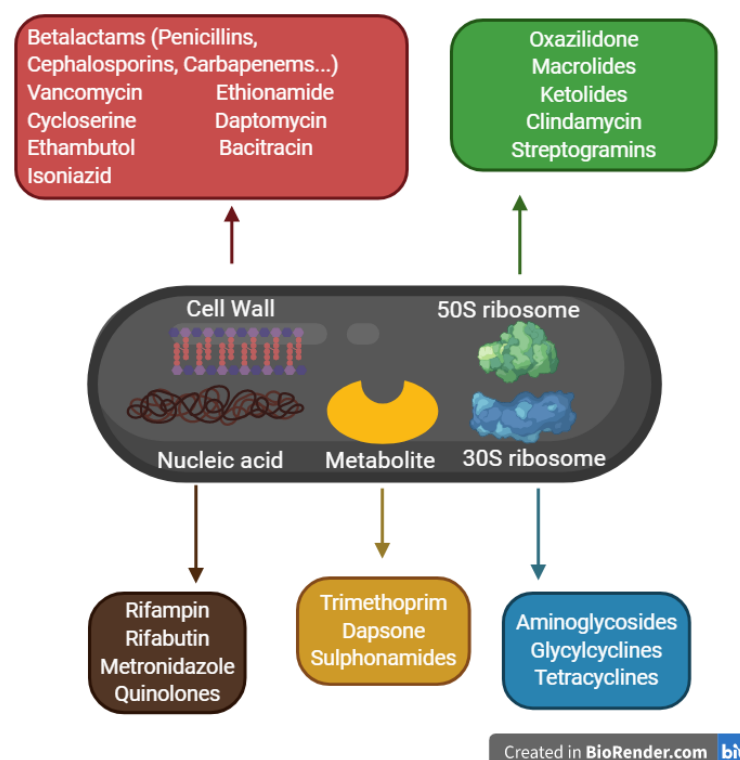 Betalactams (Penicillins,
Cephalosporins, Carbapenems...)
Vancomycin Ethionamide
Cycloserine Daptomycin
Ethambutol Bacitracin
Isoniazid
Oxazilidone
Macrolides
Ketolides
Clindamycin
Streptogramins
Cell Wall
50S ribosome
Nucleic acid
Metabolite
30S ribosome
Rifampin
Rifabutin
Metronidazole
Quinolones
Trimethoprim
Dapsone
Sulphonamides
Aminoglycosides
Glycylcyclines
Tetracyclines
Created in BioRender.com